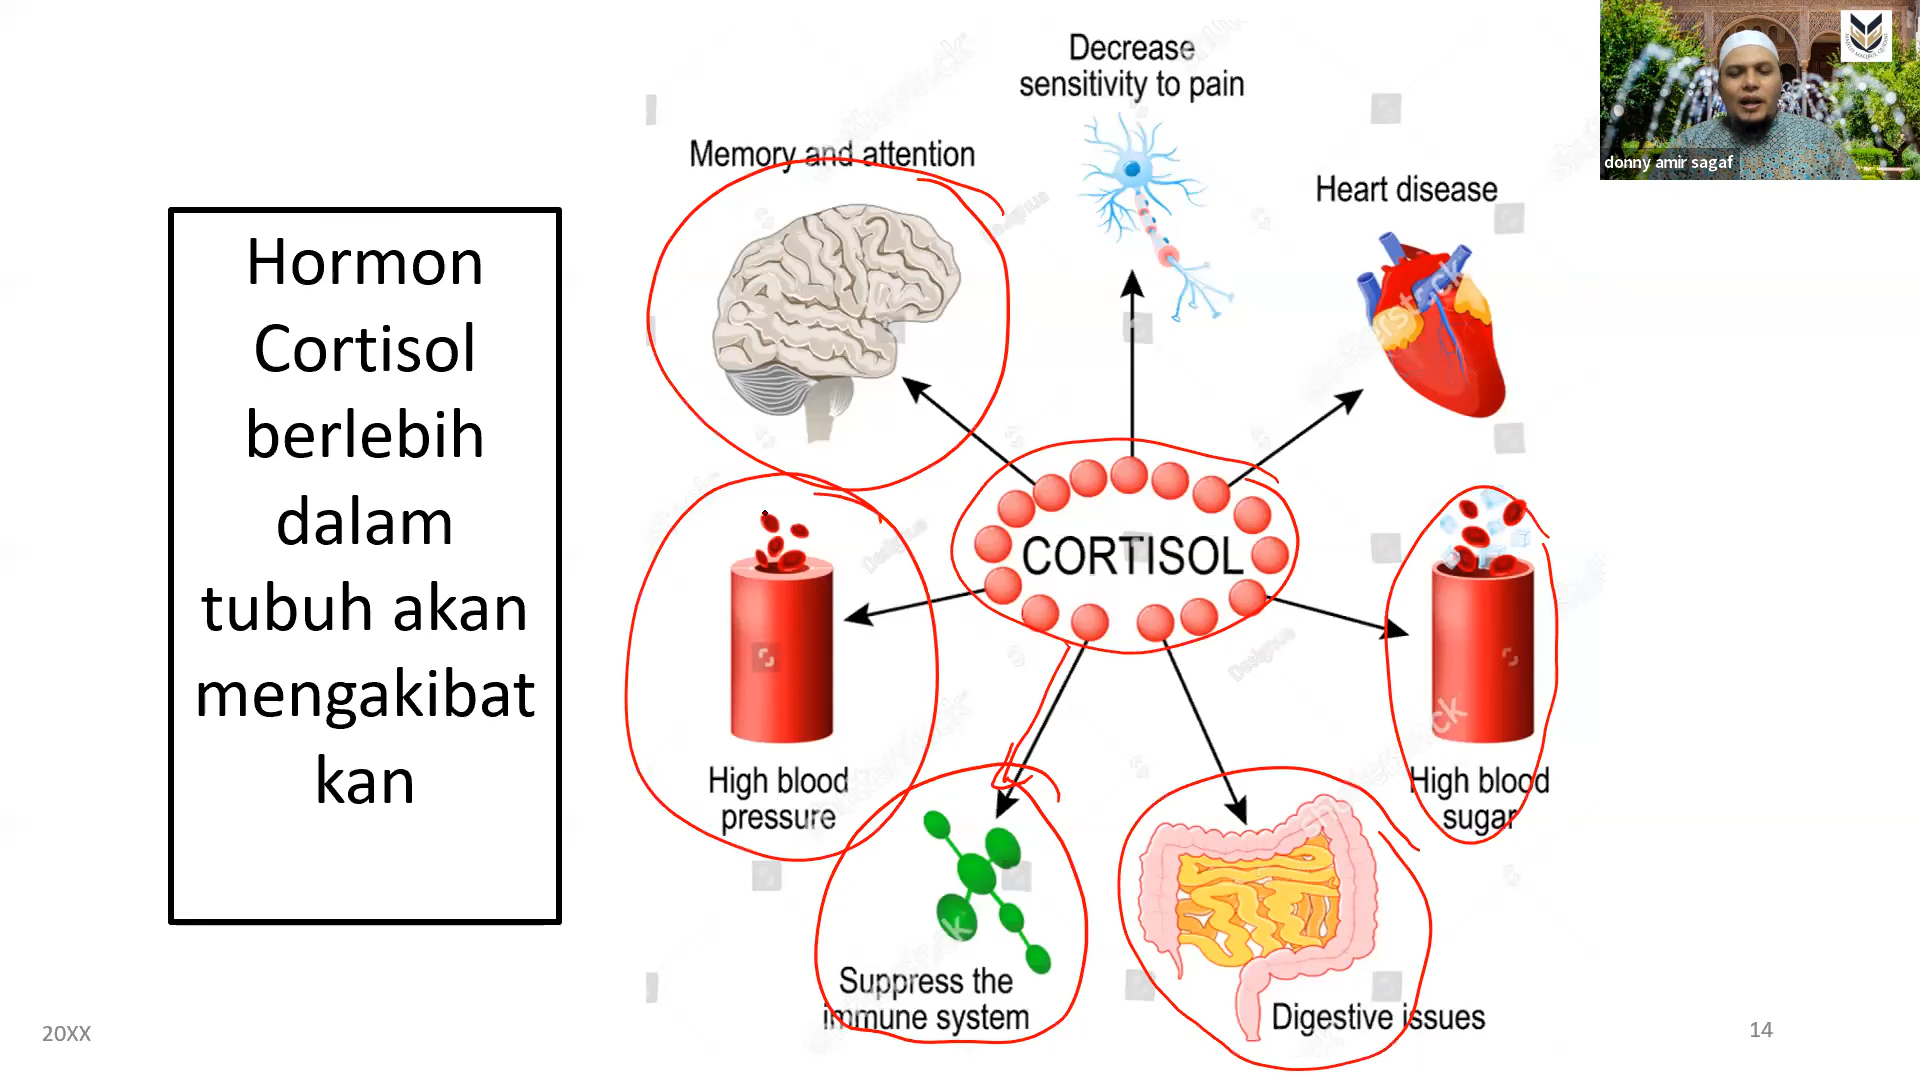 Hormon
Cortisol
berlebih
dalam
tubuh akan
mengakibat
kan
Decrease
sensitivity to pain
Memory and attention
Heart disease
CORTISOL
High blood
pressure
High blood
sugar
Suppress the
immune system
Digestive issues
donny amir sagaf
20XX
14